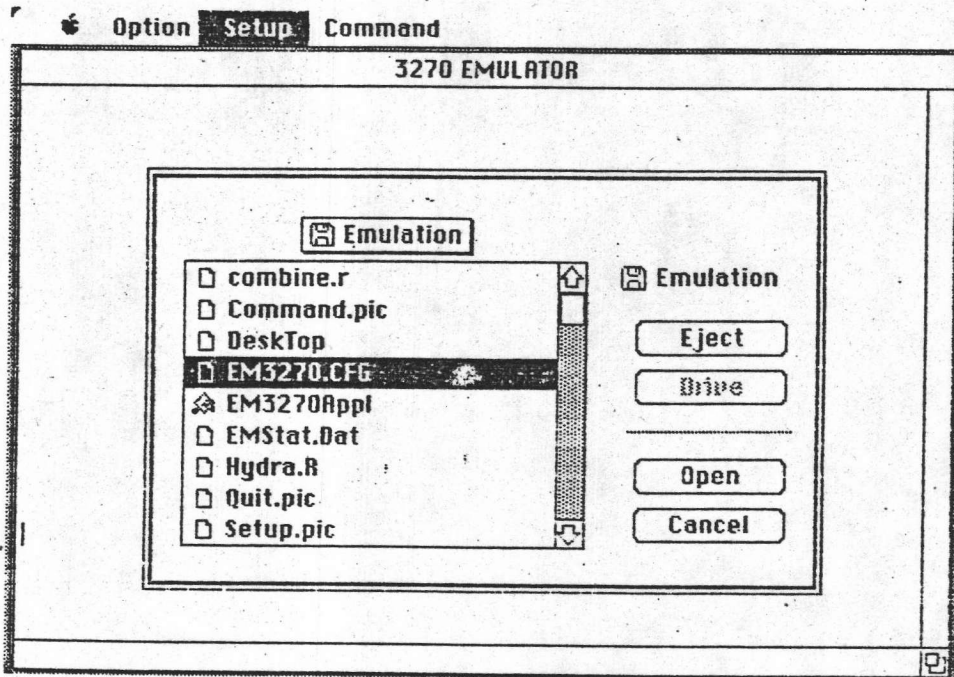 Option Setup Command
3270 EMULATOR
Emulation
combine.r
Command.pic
DeskTop
EM3270.CFG
EM3270Appl
EMStat.Dat
Hydra.R
Quit.pic
Setup.pic
Emulation
Eject
Drive
Open
Cancel